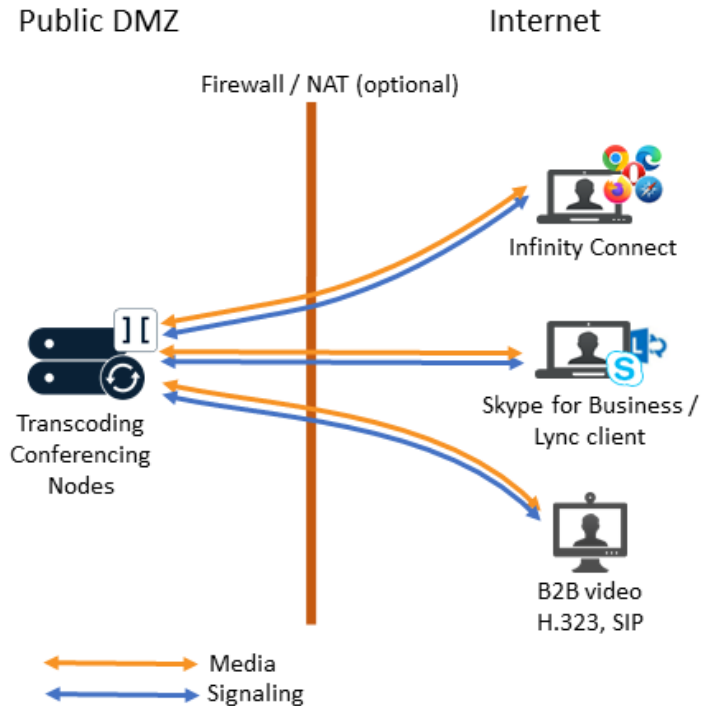 Public DMZ
Internet
Firewall / NAT (optional)
Infinity Connect
][
L
S
Skype for Business /
Lync client
Transcoding
Conferencing
Nodes
B2B video
H.323, SIP
Media
Signaling